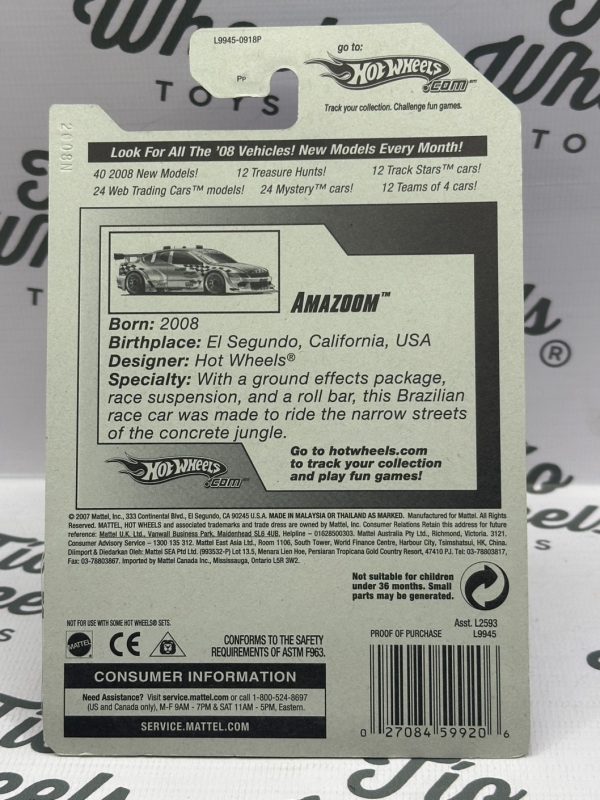 L9945-0918P
Pp
go to:
HOT WHEELS
.COM™
Track your collection. Challenge fun games.
2008N
Look For All The '08 Vehicles! New Models Every Month!
40 2008 New Models! 12 Treasure Hunts! 12 Track Stars™ cars!
24 Web Trading Cars™ models! 24 Mystery™ cars! 12 Teams of 4 cars!
AMAZOOM™
Born: 2008
Birthplace: El Segundo, California, USA
Designer: Hot Wheels®
Specialty: With a ground effects package,
race suspension, and a roll bar, this Brazilian
race car was made to ride the narrow streets
of the concrete jungle.
HOT WHEELS
.COM™
Go to hotwheels.com
to track your collection
and play fun games!
© 2007 Mattel, Inc., 333 Continental Blvd., El Segundo, CA 90245 U.S.A. MADE IN MALAYSIA OR THAILAND AS MARKED. Manufactured for Mattel. All Rights
Reserved. MATTEL, HOT WHEELS and associated trademarks and trade dress are owned by Mattel, Inc. Consumer Relations Retain this address for future
reference: Mattel U.K. Ltd., Vanwall Business Park, Maidenhead SL6 4UB. Helpline – 01628500303. Mattel Australia Pty Ltd., Richmond, Victoria. 3121.
Consumer Advisory Service – 1300 135 312. Mattel East Asia Ltd., Room 1106, South Tower, World Finance Centre, Harbour City, Tsimshatsui, HK, China.
Diimport & Diedarkan Oleh: Mattel SEA Ptd Ltd. (993532-P) Lot 13.5, Menara Lien Hoe, Persiaran Tropicana Golf Country Resort, 47410 PJ. Tel: 03-78803817,
Fax: 03-78803867. Imported by Mattel Canada Inc., Mississauga, Ontario L5R 3W2.
Not suitable for children
under 36 months. Small
parts may be generated.
NOT FOR USE WITH SOME HOT WHEELS® SETS.
MATTEL
CE
CONFORMS TO THE SAFETY
REQUIREMENTS OF ASTM F963.
Asst. L2593
PROOF OF PURCHASE L9945
CONSUMER INFORMATION
Need Assistance? Visit service.mattel.com or call 1-800-524-8697
(US and Canada only), M-F 9AM - 7PM & SAT 11AM - 5PM, Eastern.
SERVICE.MATTEL.COM
0 27084 59920 6
Wheels
TOYS
Tio
Wheels
®